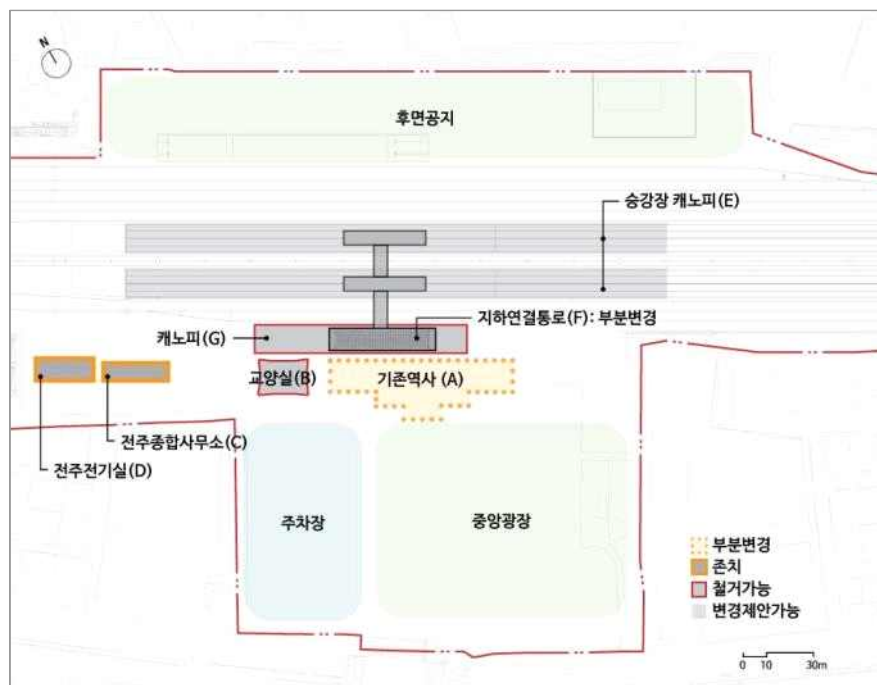 N
후면공지
승강장 캐노피(E)
지하연결통로(F): 부분변경
캐노피(G)
교양실(B)
기존역사 (A)
전주종합사무소(C)
전주전기실(D)
주차장
중앙광장
부분변경
존치
철거가능
변경제안가능
0 10 30m